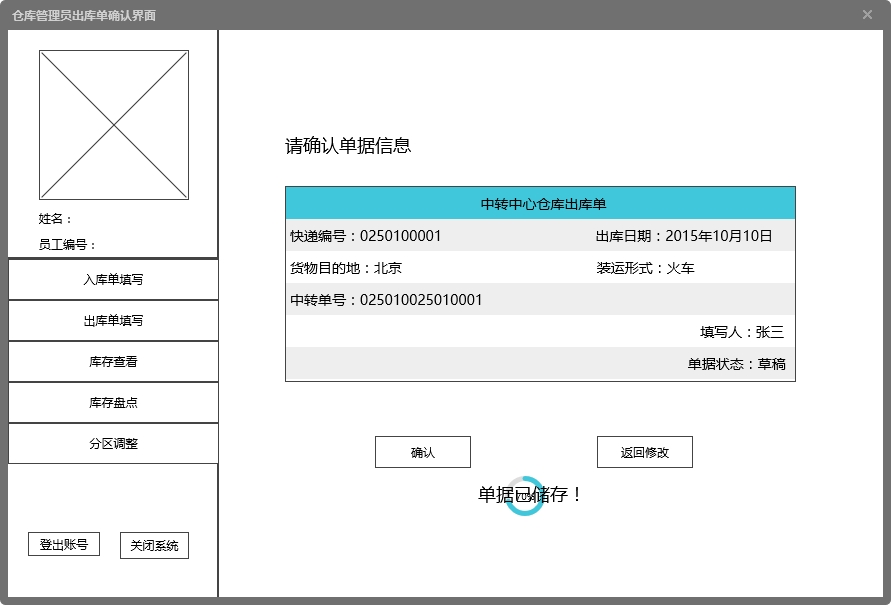 仓库管理员出库单确认界面
姓名：
员工编号：
入库单填写
出库单填写
库存查看
库存盘点
分区调整
登出账号
关闭系统
请确认单据信息
中转中心仓库出库单
快递编号：0250100001 出库日期：2015年10月10日
货物目的地：北京 装运形式：火车
中转单号：025010025010001
填写人：张三
单据状态：草稿
确认 返回修改
单据已储存！
70%